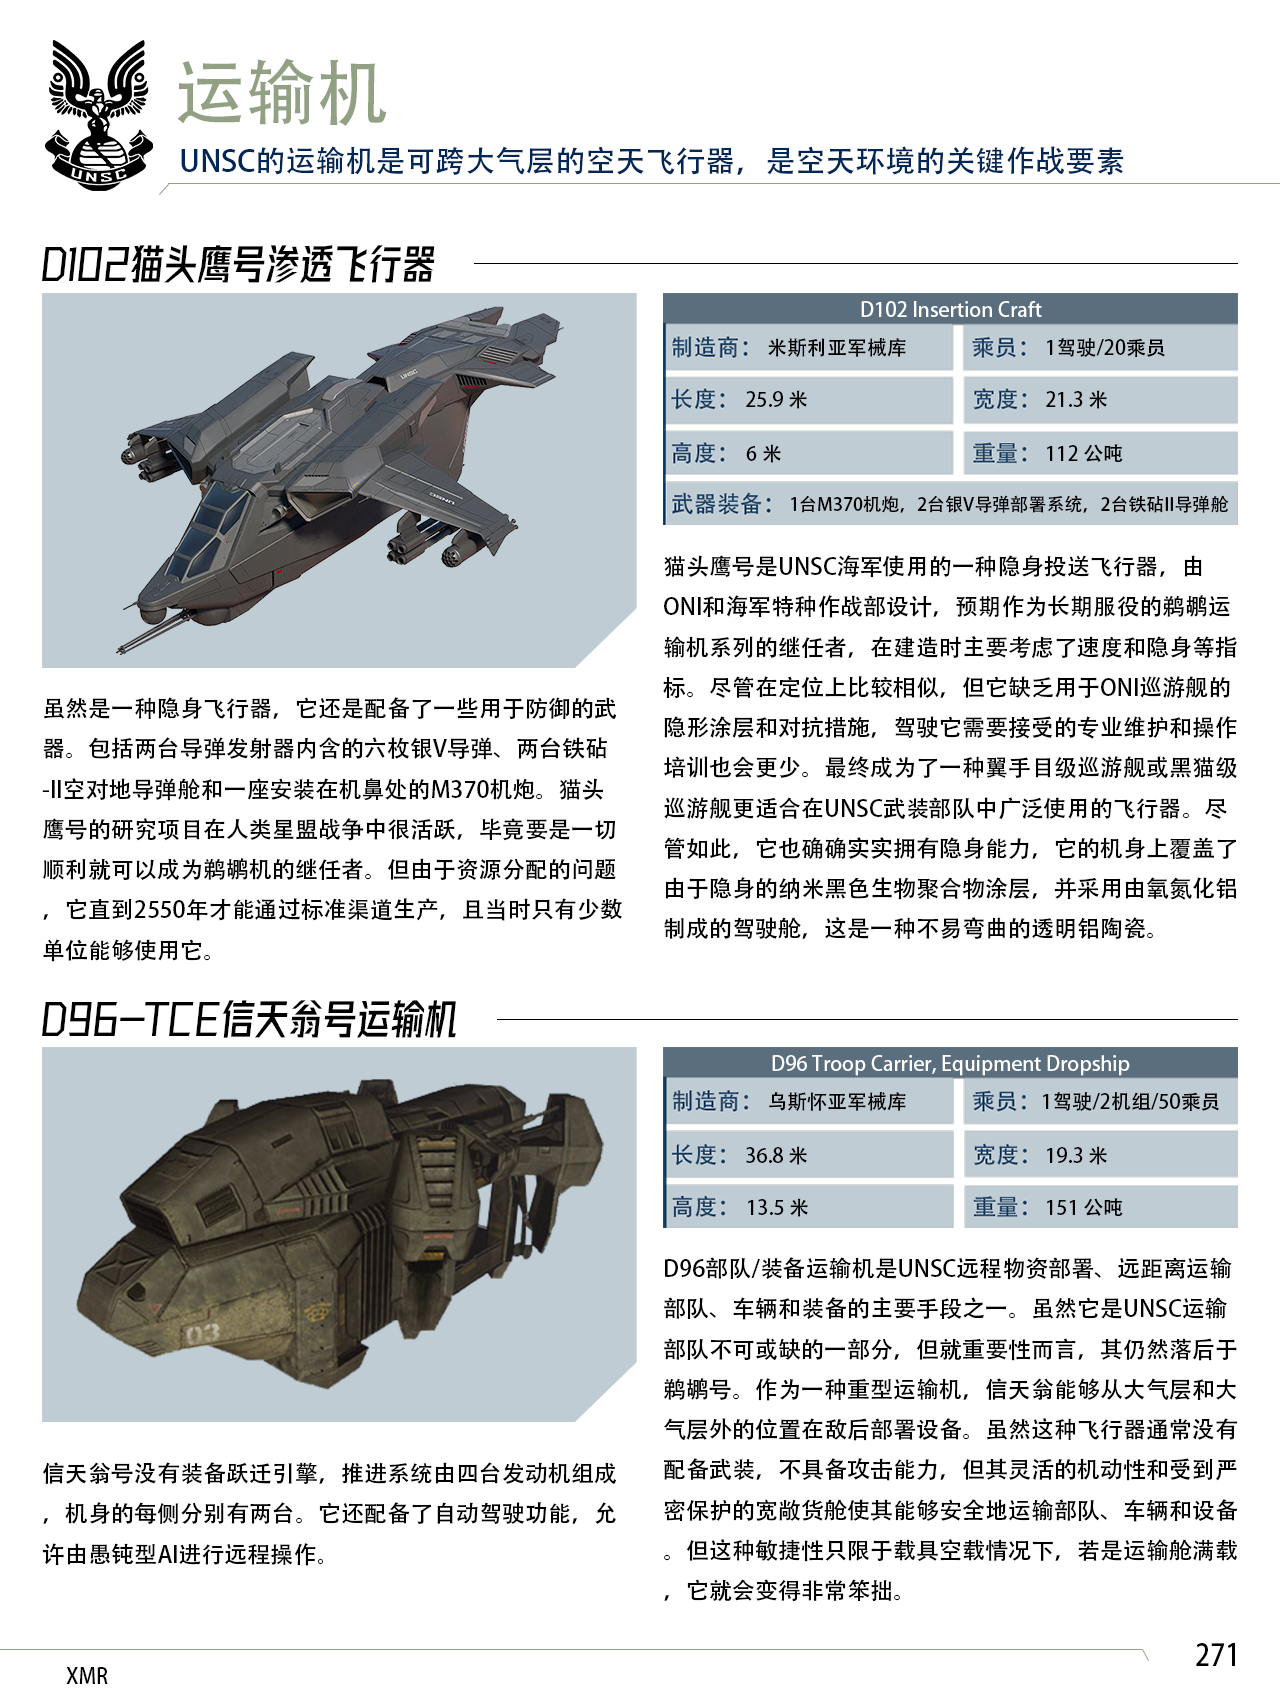 UNSC
运输机
UNSC的运输机是可跨大气层的空天飞行器，是空天环境的关键作战要素
D102猫头鹰号渗透飞行器
UNSC
UNSC
虽然是一种隐身飞行器，它还是配备了一些用于防御的武
器。包括两台导弹发射器内含的六枚银V导弹、两台铁砧
-II空对地导弹舱和一座安装在机鼻处的M370机炮。猫头
鹰号的研究项目在人类星盟战争中很活跃，毕竟要是一切
顺利就可以成为鹈鹕机的继任者。但由于资源分配的问题
，它直到2550年才能通过标准渠道生产，且当时只有少数
单位能够使用它。
D102 Insertion Craft
制造商： 米斯利亚军械库
乘员： 1驾驶/20乘员
长度： 25.9 米
宽度： 21.3 米
高度： 6 米
重量： 112 公吨
武器装备： 1台M370机炮，2台银V导弹部署系统，2台铁砧II导弹舱
猫头鹰号是UNSC海军使用的一种隐身投送飞行器，由
ONI和海军特种作战部设计，预期作为长期服役的鹈鹕运
输机系列的继任者，在建造时主要考虑了速度和隐身等指
标。尽管在定位上比较相似，但它缺乏用于ONI巡游舰的
隐形涂层和对抗措施，驾驶它需要接受的专业维护和操作
培训也会更少。最终成为了一种翼手目级巡游舰或黑猫级
巡游舰更适合在UNSC武装部队中广泛使用的飞行器。尽
管如此，它也确确实实拥有隐身能力，它的机身上覆盖了
由于隐身的纳米黑色生物聚合物涂层，并采用由氧氮化铝
制成的驾驶舱，这是一种不易弯曲的透明铝陶瓷。
D96-TCE信天翁号运输机
03
信天翁号没有装备跃迁引擎，推进系统由四台发动机组成
，机身的每侧分别有两台。它还配备了自动驾驶功能，允
许由愚钝型AI进行远程操作。
D96 Troop Carrier, Equipment Dropship
制造商： 乌斯怀亚军械库
乘员： 1驾驶/2机组/50乘员
长度： 36.8 米
宽度： 19.3 米
高度： 13.5 米
重量： 151 公吨
D96部队/装备运输机是UNSC远程物资部署、远距离运输
部队、车辆和装备的主要手段之一。虽然它是UNSC运输
部队不可或缺的一部分，但就重要性而言，其仍然落后于
鹈鹕号。作为一种重型运输机，信天翁能够从大气层和大
气层外的位置在敌后部署设备。虽然这种飞行器通常没有
配备武装，不具备攻击能力，但其灵活的机动性和受到严
密保护的宽敞货舱使其能够安全地运输部队、车辆和设备
。但这种敏捷性只限于载具空载情况下，若是运输舱满载
，它就会变得非常笨拙。
271
XMR